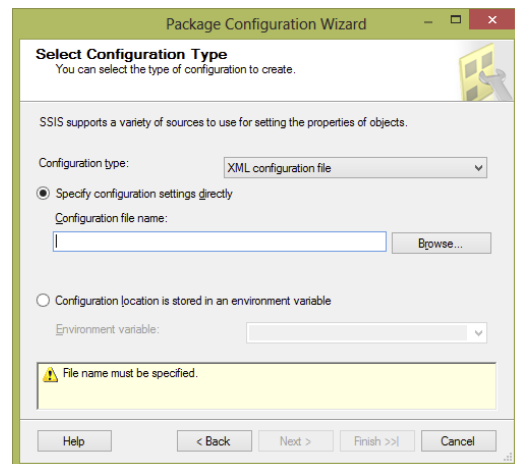 Package Configuration Wizard
Select Configuration Type
You can select the type of configuration to create.
SSIS supports a variety of sources to use for setting the properties of objects.
Configuration type: XML configuration file
Specify configuration settings directly
Configuration file name:
Browse...
Configuration location is stored in an environment variable
Environment variable:
File name must be specified.
Help < Back Next > Finish >>| Cancel